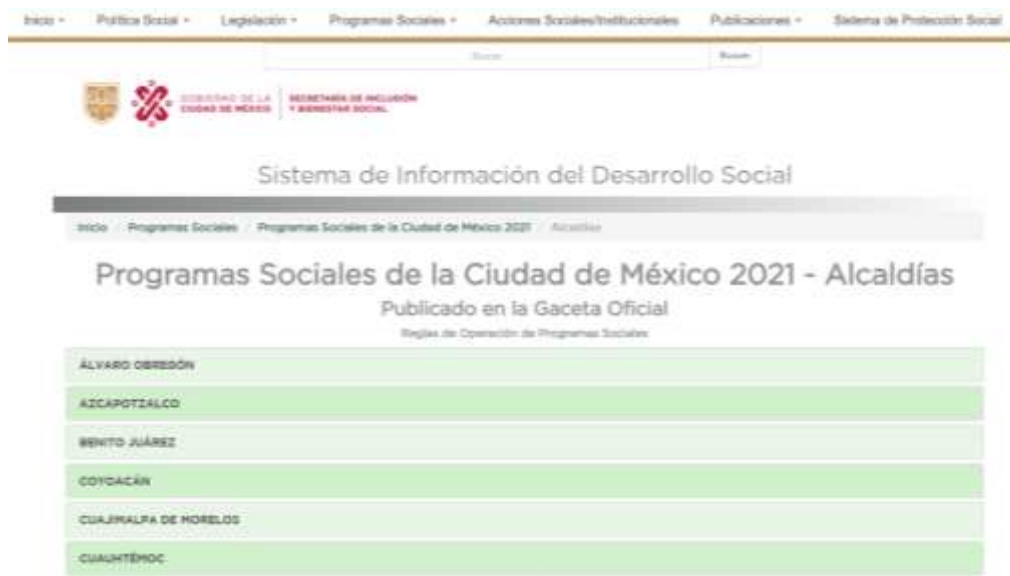 Inicio Política Social Legislación Programas Sociales Acciones Sociales/Institucionales Publicaciones Sistema de Protección Social
Buscar Buscar
GOBIERNO DE LA CIUDAD DE MÉXICO
SECRETARÍA DE INCLUSIÓN Y BIENESTAR SOCIAL
Sistema de Información del Desarrollo Social
Inicio / Programas Sociales / Programas Sociales de la Ciudad de México 2021 / Alcaldías
Programas Sociales de la Ciudad de México 2021 - Alcaldías
Publicado en la Gaceta Oficial
Reglas de Operación de Programas Sociales
ÁLVARO OBREGÓN
AZCAPOTZALCO
BENITO JUÁREZ
COYOACÁN
CUAJIMALPA DE MORELOS
CUAUHTÉMOC